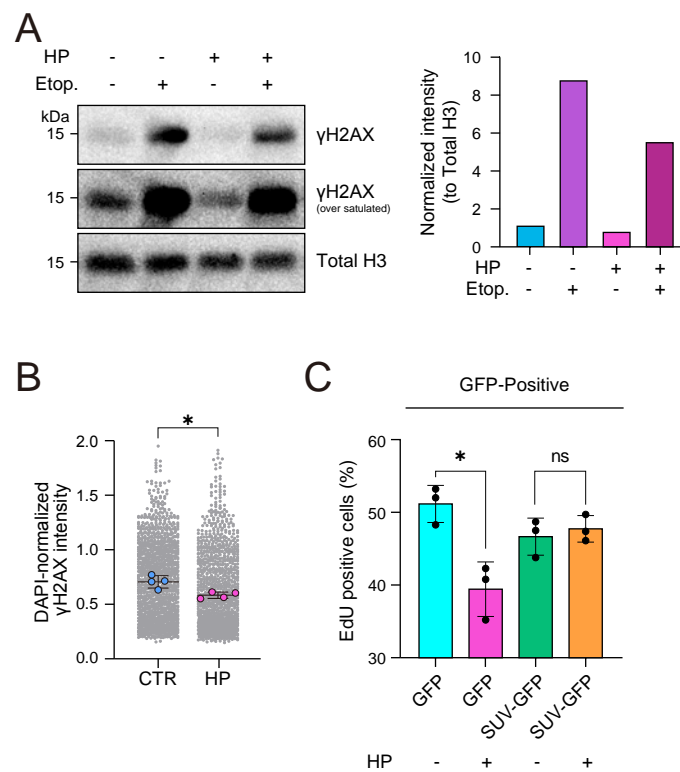 A
HP - - + +
Etop. - + - +
kDa
15 γH2AX
15 γH2AX
(over satulated)
15 Total H3
Normalized intensity
(to Total H3)
10
8
6
4
2
0
HP - - + +
Etop. - + - +
B
*
DAPI-normalized
γH2AX intensity
2.0
1.5
1.0
0.5
0.0
CTR HP
C
GFP-Positive
* ns
EdU positive cells (%)
60
50
40
30
GFP GFP SUV-GFP SUV-GFP
HP - + - +